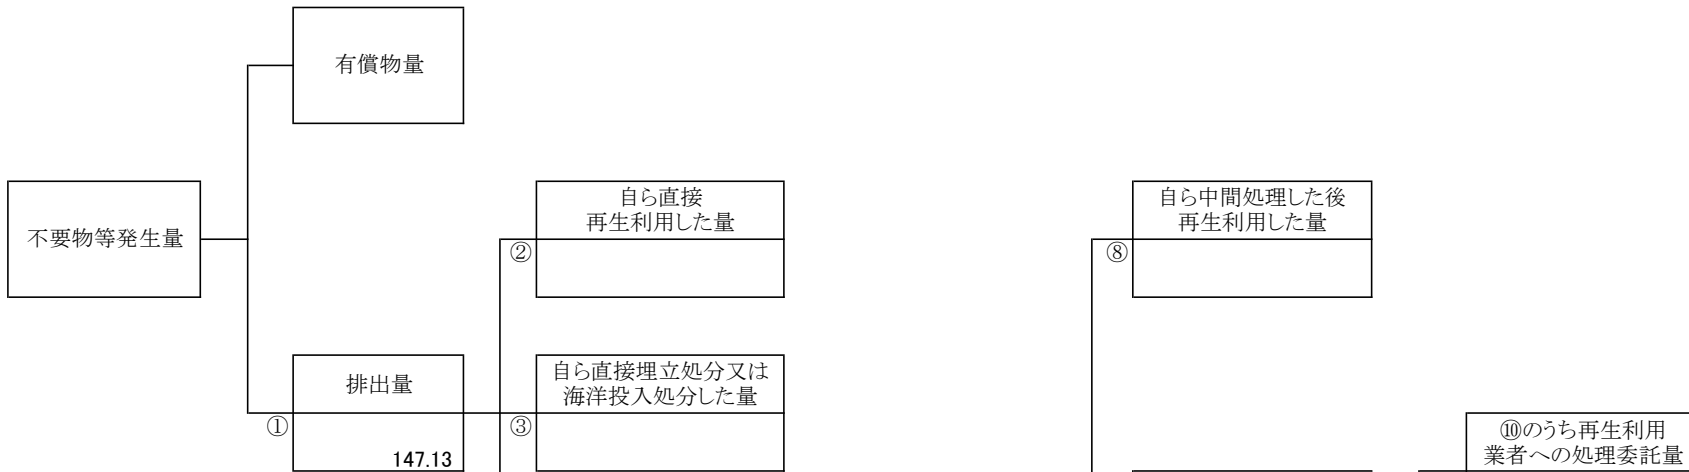 有償物量
不要物等発生量
自ら直接
再生利用した量
②
自ら中間処理した後
再生利用した量
⑧
排出量
①
147.13
自ら直接埋立処分又は
海洋投入処分した量
③
⑩のうち再生利用
業者への処理委託量